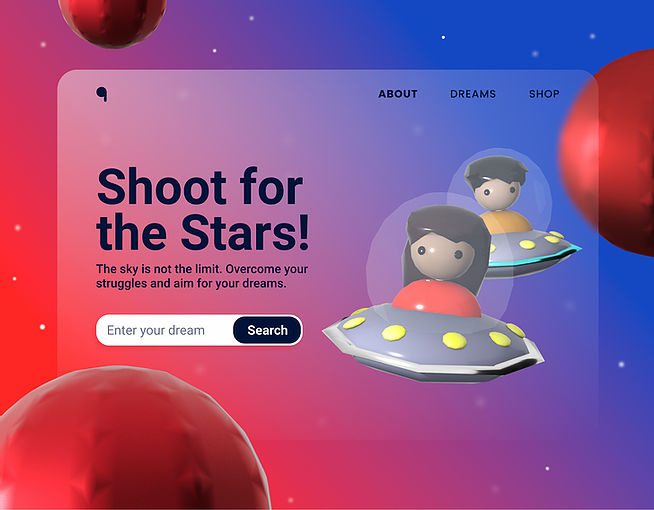 ABOUT DREAMS SHOP
Shoot for
the Stars!
The sky is not the limit. Overcome your
struggles and aim for your dreams.
Enter your dream Search